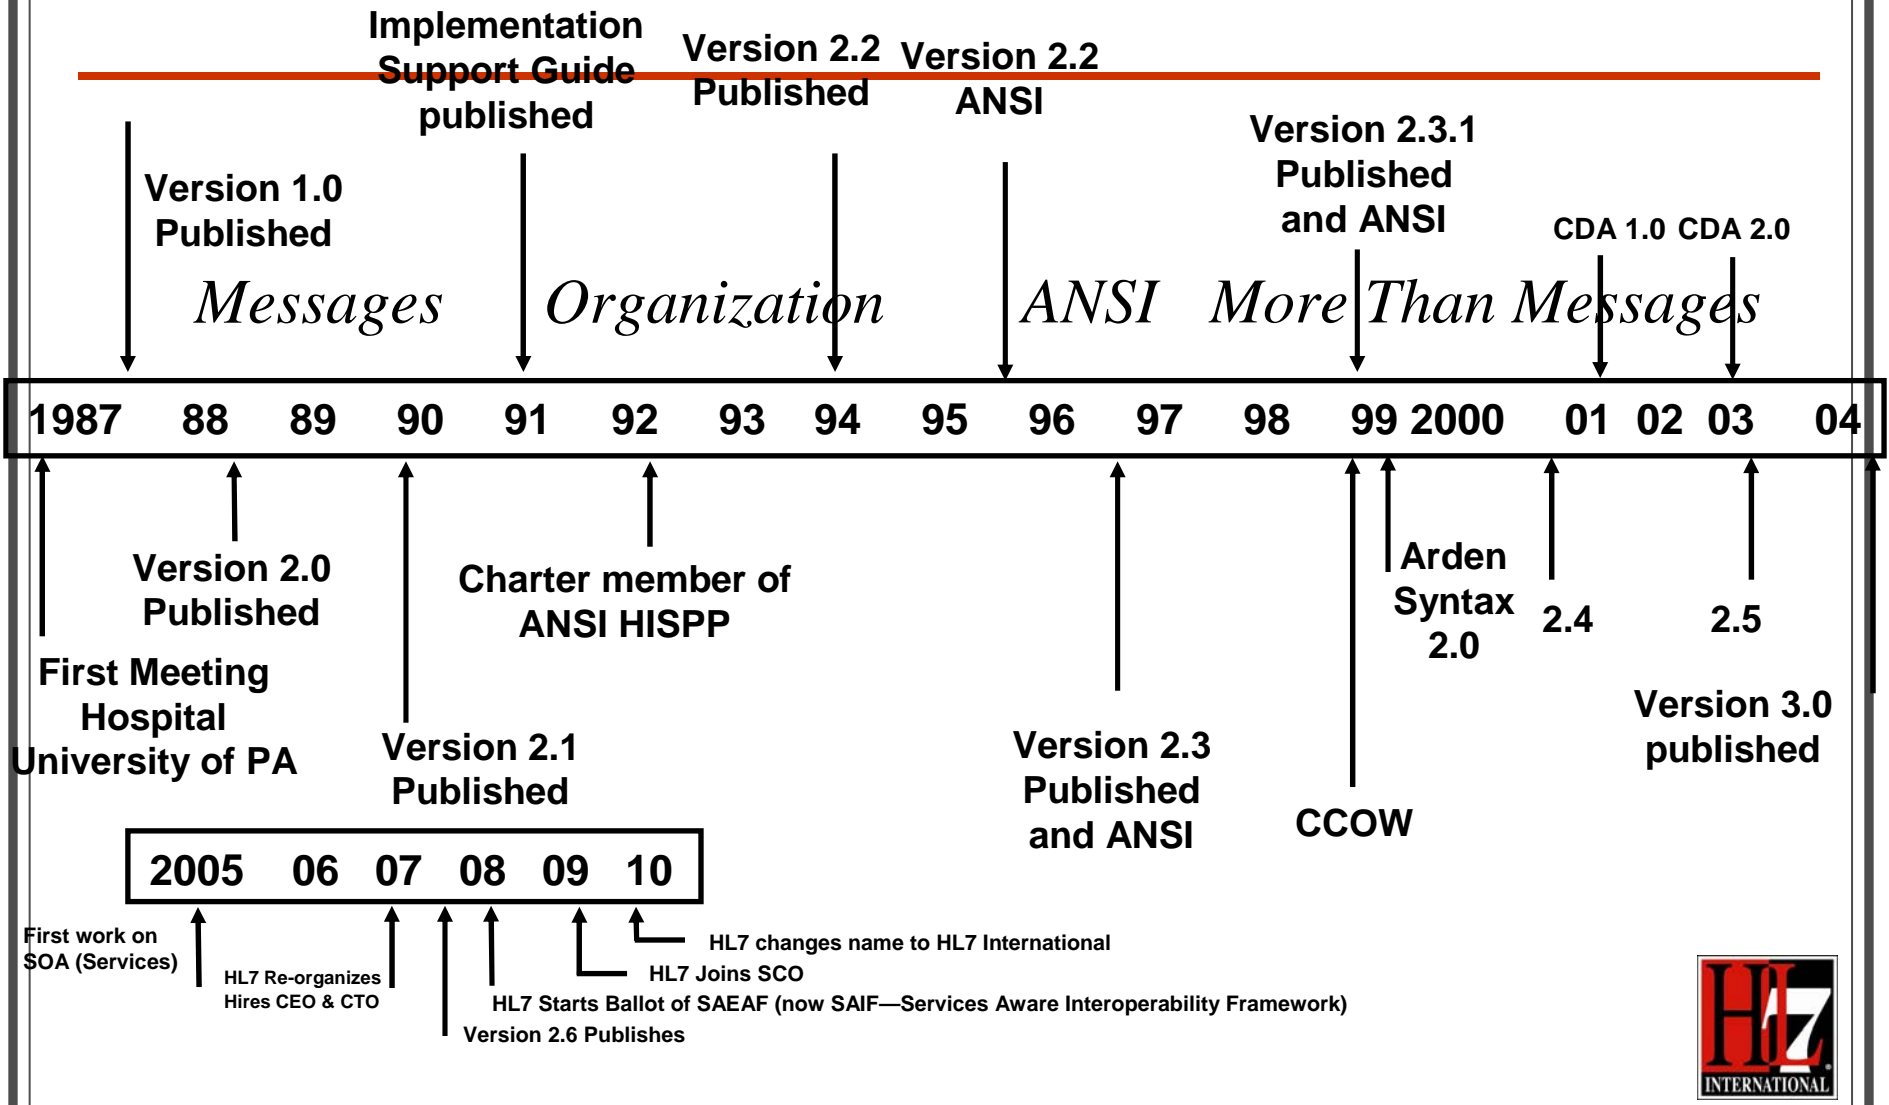 Implementation
Support Guide
published
Version 2.2
Published
Version 2.2
ANSI
Version 2.3.1
Published
and ANSI
Version 1.0
Published
CDA 1.0 CDA 2.0
Messages Organization ANSI More Than Messages
1987 88 89 90 91 92 93 94 95 96 97 98 99 2000 01 02 03 04
Version 2.0
Published
Charter member of
ANSI HISPP
Arden
Syntax
2.0
2.4
2.5
First Meeting
Hospital
University of PA
Version 2.1
Published
Version 2.3
Published
and ANSI
CCOW
Version 3.0
published
2005 06 07 08 09 10
First work on
SOA (Services)
HL7 Re-organizes
Hires CEO & CTO
HL7 changes name to HL7 International
HL7 Joins SCO
HL7 Starts Ballot of SAEAF (now SAIF—Services Aware Interoperability Framework)
Version 2.6 Publishes
HL7
INTERNATIONAL